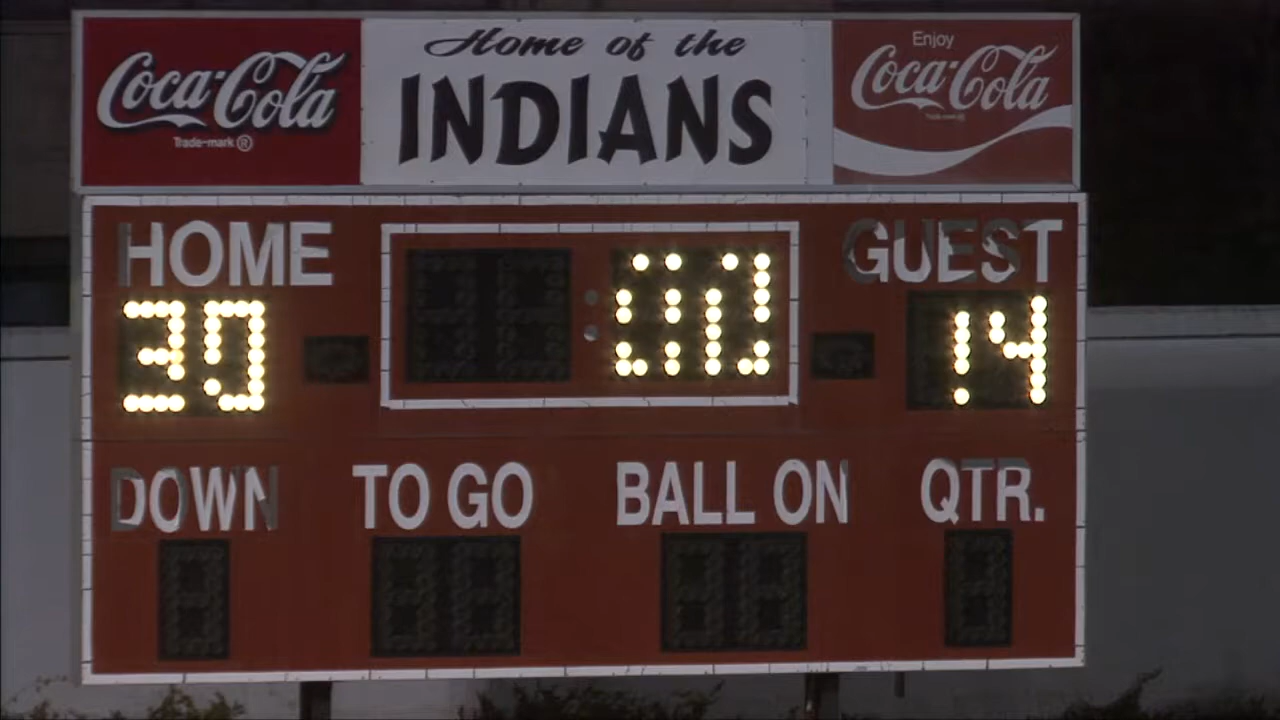 Coca-Cola
Trade-mark ®
Home of the
INDIANS
Enjoy
Coca-Cola
HOME
GUEST
30
:00
14
DOWN
TO GO
BALL ON
QTR.